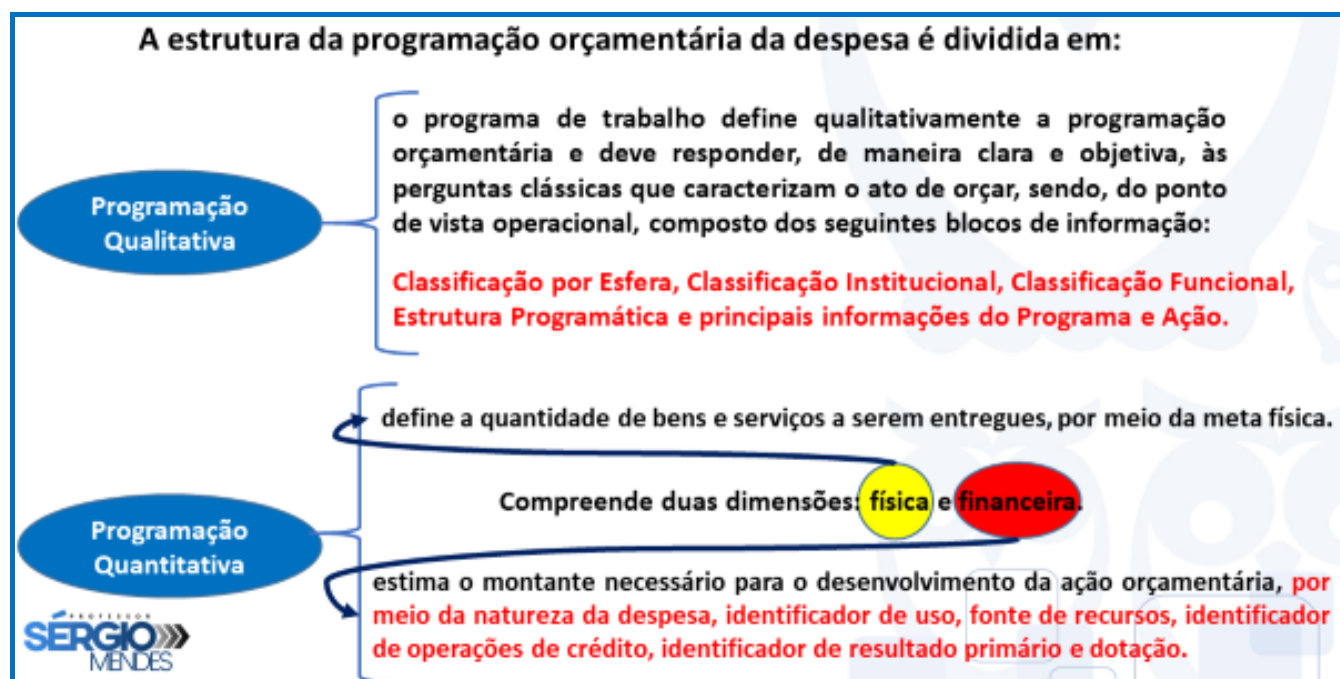 A estrutura da programação orçamentária da despesa é dividida em:
Programação
Qualitativa
o programa de trabalho define qualitativamente a programação
orçamentária e deve responder, de maneira clara e objetiva, às
perguntas clássicas que caracterizam o ato de orçar, sendo, do ponto
de vista operacional, composto dos seguintes blocos de informação:
Classificação por Esfera, Classificação Institucional, Classificação Funcional,
Estrutura Programática e principais informações do Programa e Ação.
Programação
Quantitativa
define a quantidade de bens e serviços a serem entregues, por meio da meta física.
Compreende duas dimensões: física e financeira.
estima o montante necessário para o desenvolvimento da ação orçamentária, por
meio da natureza da despesa, identificador de uso, fonte de recursos, identificador
de operações de crédito, identificador de resultado primário e dotação.
PROFESSOR
SÉRGIO
MENDES